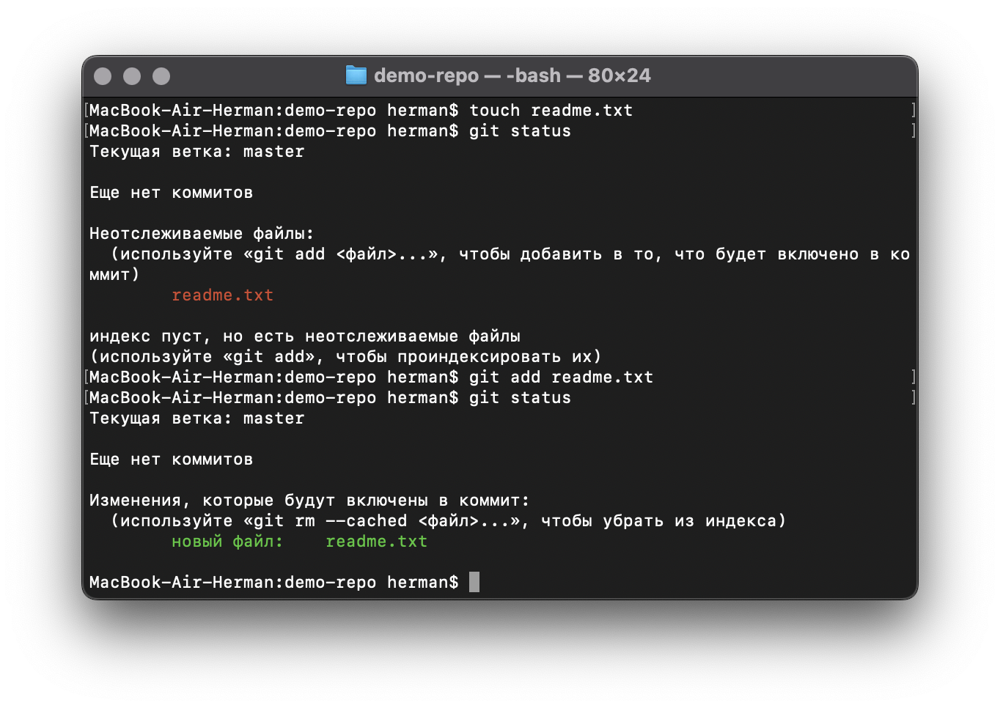 demo-repo — -bash — 80×24
[MacBook-Air-Herman:demo-repo herman$ touch readme.txt ]
[MacBook-Air-Herman:demo-repo herman$ git status ]
Текущая ветка: master
Еще нет коммитов
Неотслеживаемые файлы:
(используйте «git add <файл>...», чтобы добавить в то, что будет включено в ко
ммит)
readme.txt
индекс пуст, но есть неотслеживаемые файлы
(используйте «git add», чтобы проиндексировать их)
[MacBook-Air-Herman:demo-repo herman$ git add readme.txt ]
[MacBook-Air-Herman:demo-repo herman$ git status ]
Текущая ветка: master
Еще нет коммитов
Изменения, которые будут включены в коммит:
(используйте «git rm --cached <файл>...», чтобы убрать из индекса)
новый файл: readme.txt
MacBook-Air-Herman:demo-repo herman$